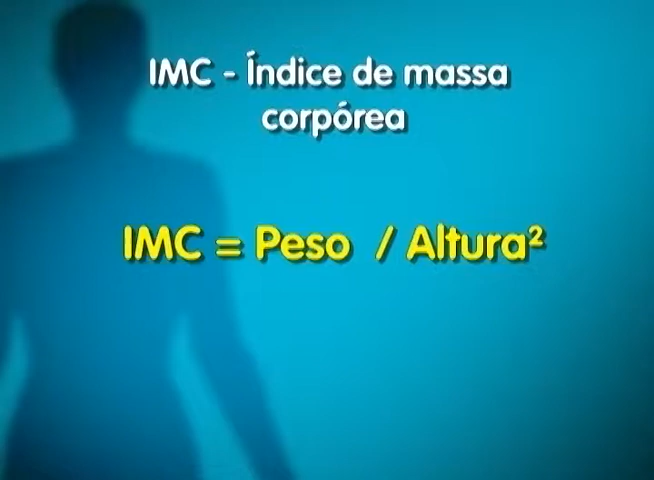 IMC - Índice de massa
corpórea
IMC = Peso / Altura²